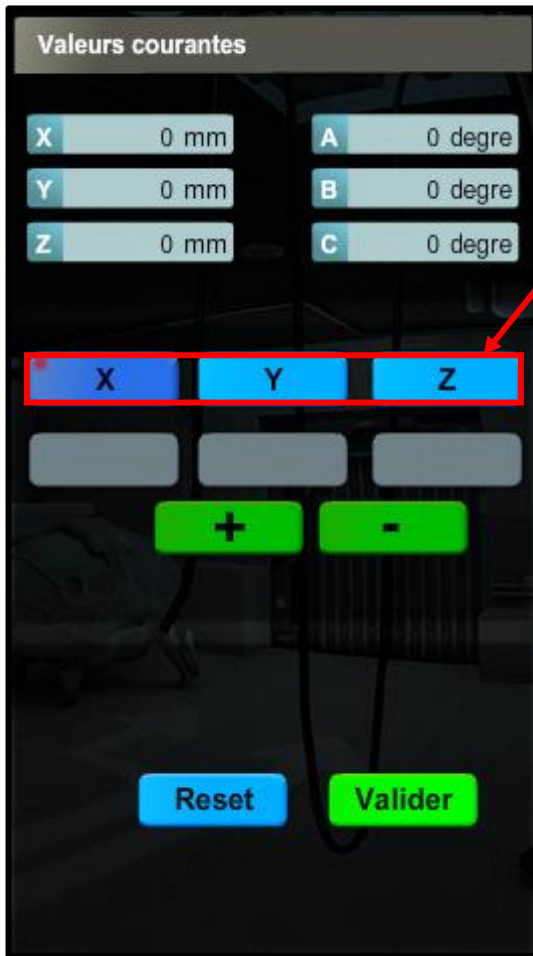 Valeurs courantes
X 0 mm A 0 degre
Y 0 mm B 0 degre
Z 0 mm C 0 degre
X Y Z
+ -
Reset Valider